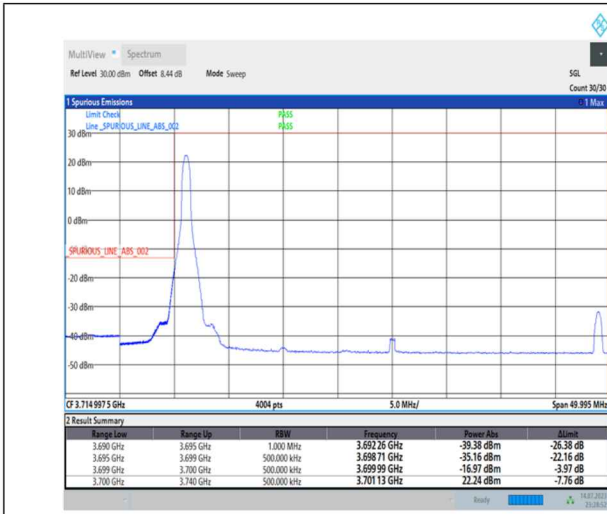 MultiView Spectrum
Ref Level 30.00 dBm Offset 8.44 dB Mode Sweep SGL
Count 30/30
1 Spurious Emissions 1 Max
Limit Check PASS
Line _SPURIOUS_LINE_ABS_002 PASS
30 dBm
20 dBm
10 dBm
0 dBm
_SPURIOUS_LINE_ABS_002
-20 dBm
-30 dBm
-40 dBm
-50 dBm
CF 3.714 997 5 GHz 4004 pts 5.0 MHz/ Span 49.995 MHz
2 Result Summary
Range Low Range Up RBW Frequency Power Abs ΔLimit
3.690 GHz 3.695 GHz 1.000 MHz 3.692 26 GHz -39.38 dBm -26.38 dB
3.695 GHz 3.699 GHz 500.000 kHz 3.698 71 GHz -35.16 dBm -22.16 dB
3.699 GHz 3.700 GHz 500.000 kHz 3.699 99 GHz -16.97 dBm -3.97 dB
3.700 GHz 3.740 GHz 500.000 kHz 3.701 13 GHz 22.24 dBm -7.76 dB
Ready